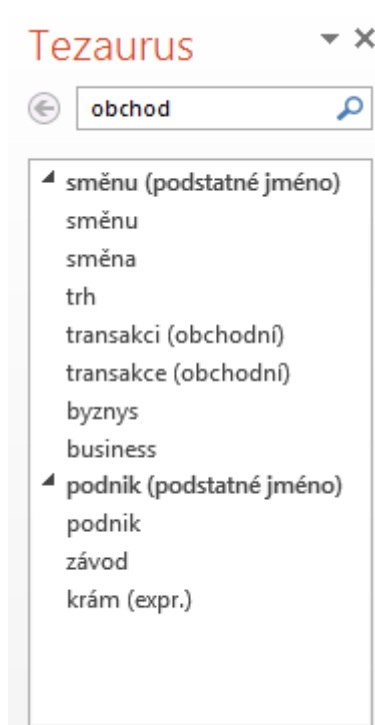 Tezaurus
obchod
směnu (podstatné jméno)
směnu
směna
trh
transakci (obchodní)
transakce (obchodní)
byznys
business
podnik (podstatné jméno)
podnik
závod
krám (expr.)